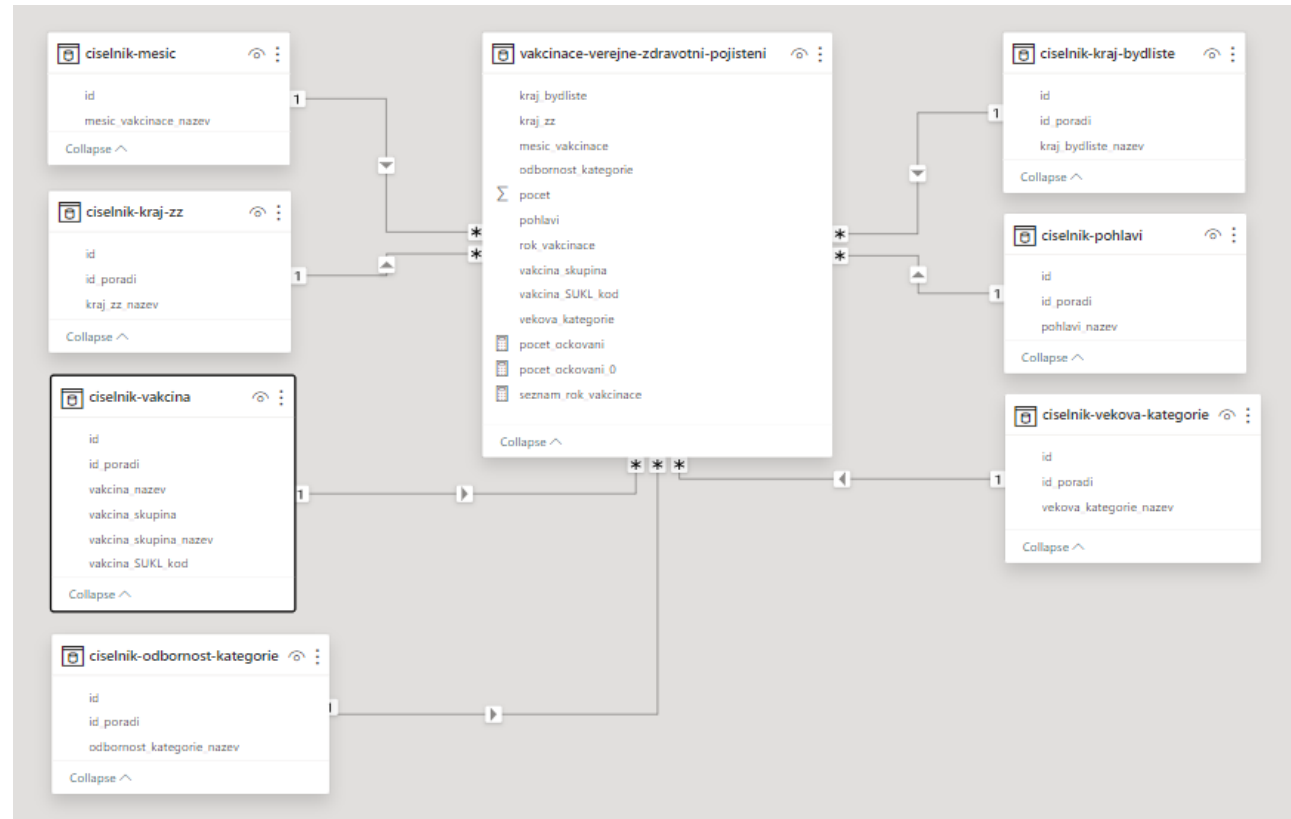 ciselnik-mesic
id
mesic_vakcinace_nazev
Collapse
1
ciselnik-kraj-zz
id
id_poradi
kraj_zz_nazev
Collapse
1
ciselnik-vakcina
id
id_poradi
vakcina_nazev
vakcina_skupina
vakcina_skupina_nazev
vakcina_SUKL_kod
Collapse
1
ciselnik-odbornost-kategorie
id
id_poradi
odbornost_kategorie_nazev
Collapse
1
vakcinace-verejne-zdravotni-pojisteni
kraj_bydliste
kraj_zz
mesic_vakcinace
odbornost_kategorie
∑ pocet
pohlavi
rok_vakcinace
vakcina_skupina
vakcina_SUKL_kod
vekova_kategorie
pocet_ockovani
pocet_ockovani_0
seznam_rok_vakcinace
Collapse
*
*
*
*
* * *
ciselnik-kraj-bydliste
id
id_poradi
kraj_bydliste_nazev
Collapse
1
ciselnik-pohlavi
id
id_poradi
pohlavi_nazev
Collapse
1
ciselnik-vekova-kategorie
id
id_poradi
vekova_kategorie_nazev
Collapse
1